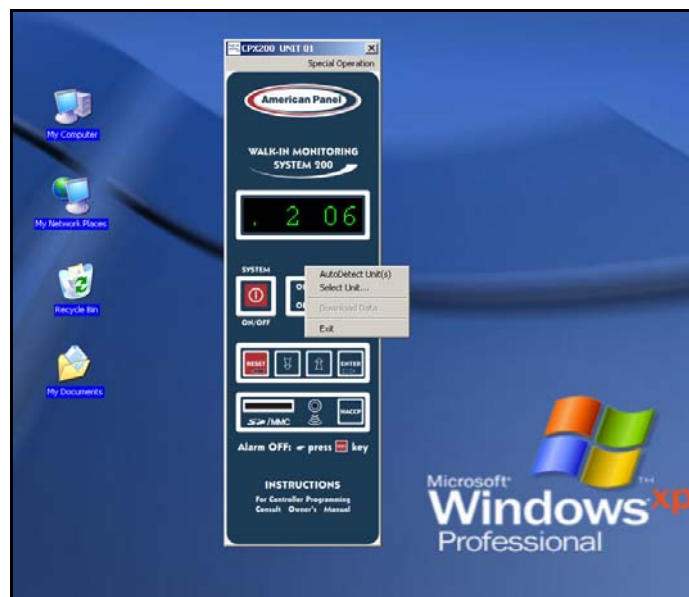 CPX200 UNIT 01
Special Operation
American Panel
My Computer
WALK-IN MONITORING
SYSTEM 200
My Network Places
. 2 06
SYSTEM
AutoDetect Unit(s)
Select Unit...
Download Data
Exit
ON/OFF
Recycle Bin
RESET
ENTER
My Documents
/MMC
HACCP
Alarm OFF: press key
INSTRUCTIONS
For Controller Programming
Consult Owner's Manual
Microsoft
Windows xp
TM
Professional